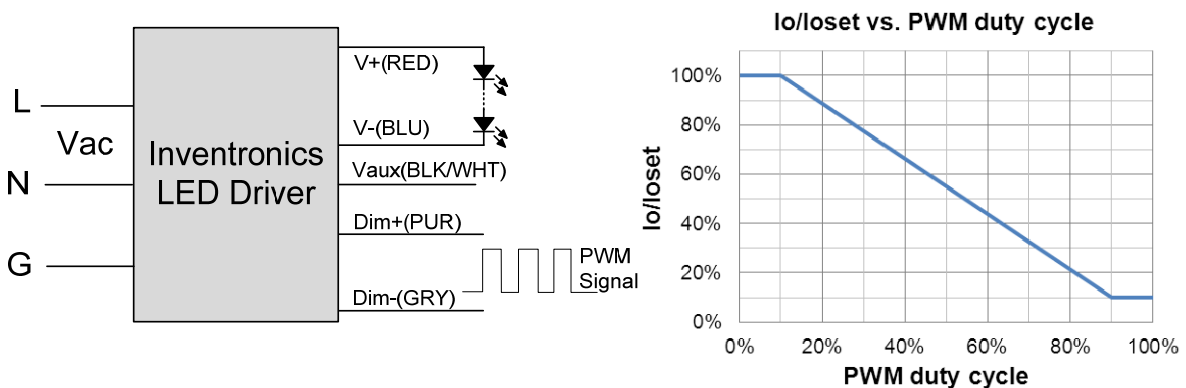 L
Vac
N
G
Inventronics
LED Driver
V+(RED)
V-(BLU)
Vaux(BLK/WHT)
Dim+(PUR)
PWM
Signal
Dim-(GRY)
Io/Ioset vs. PWM duty cycle
Io/Ioset
100%
80%
60%
40%
20%
0%
0% 20% 40% 60% 80% 100%
PWM duty cycle